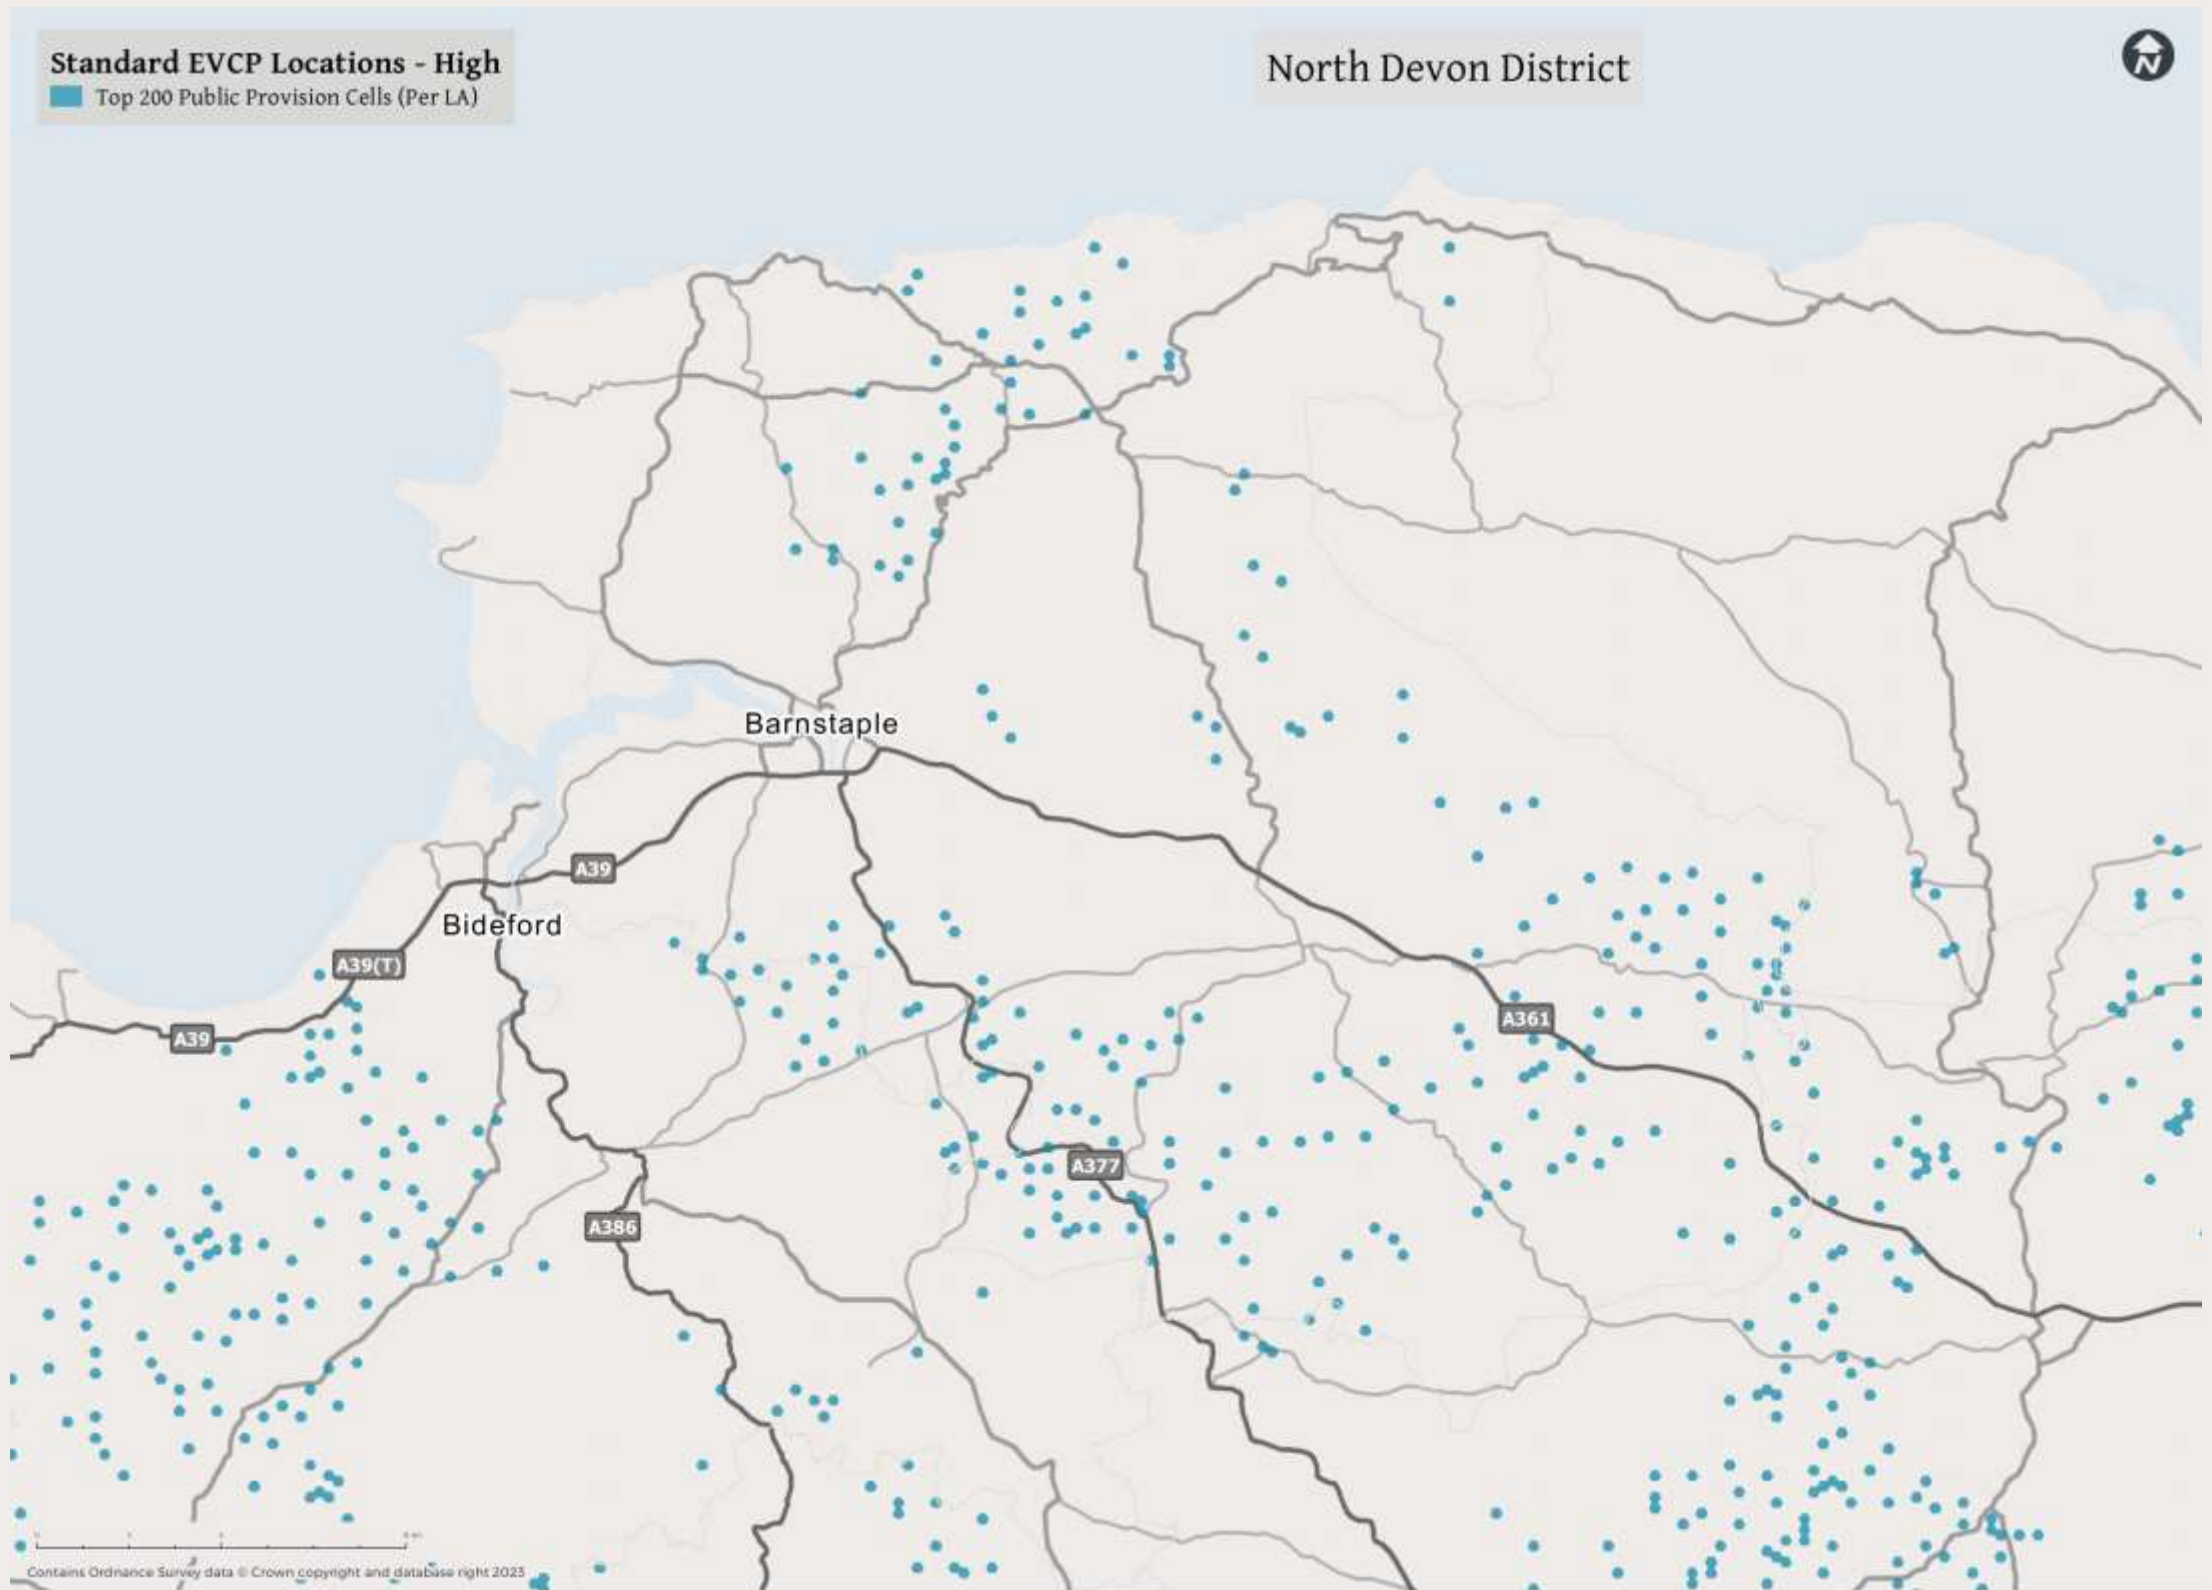 Standard EVCP Locations - High
Top 200 Public Provision Cells (Per LA)
North Devon District
N
Barnstaple
A39
Bideford
A39(T)
A39
A361
A377
A386
Contains Ordnance Survey data © Crown copyright and database right 2023